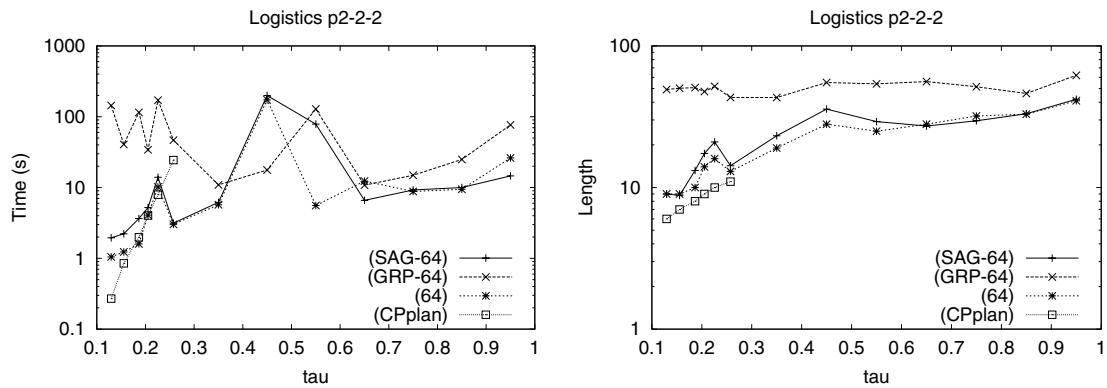 Logistics p2-2-2
1000
100
10
1
0.1
Time (s)
(SAG-64)
(GRP-64)
(64)
(CPplan)
0.1 0.2 0.3 0.4 0.5 0.6 0.7 0.8 0.9 1
tau
Logistics p2-2-2
100
10
1
Length
(SAG-64)
(GRP-64)
(64)
(CPplan)
0.1 0.2 0.3 0.4 0.5 0.6 0.7 0.8 0.9 1
tau